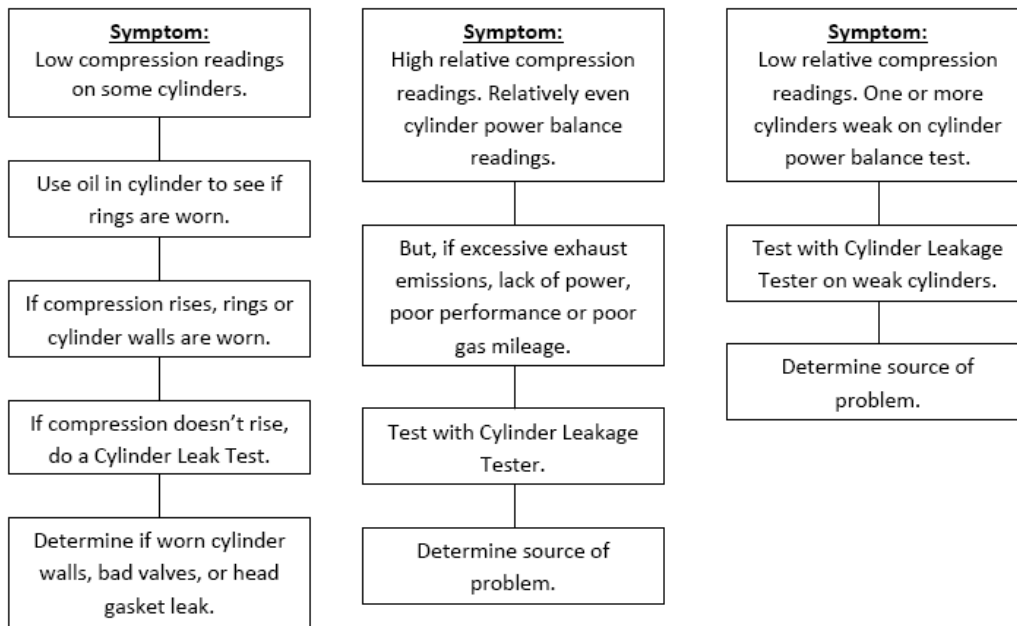 Symptom:
Low compression readings
on some cylinders.
Use oil in cylinder to see if
rings are worn.
If compression rises, rings or
cylinder walls are worn.
If compression doesn’t rise,
do a Cylinder Leak Test.
Determine if worn cylinder
walls, bad valves, or head
gasket leak.
Symptom:
High relative compression
readings. Relatively even
cylinder power balance
readings.
But, if excessive exhaust
emissions, lack of power,
poor performance or poor
gas mileage.
Test with Cylinder Leakage
Tester.
Determine source of
problem.
Symptom:
Low relative compression
readings. One or more
cylinders weak on cylinder
power balance test.
Test with Cylinder Leakage
Tester on weak cylinders.
Determine source of
problem.